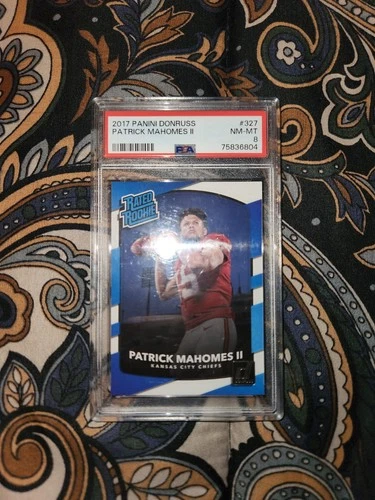 2017 PANINI DONRUSS #327
PATRICK MAHOMES II NM-MT
8
PSA 75836804
RATED
ROOKIE
15
PATRICK MAHOMES II
KANSAS CITY CHIEFS